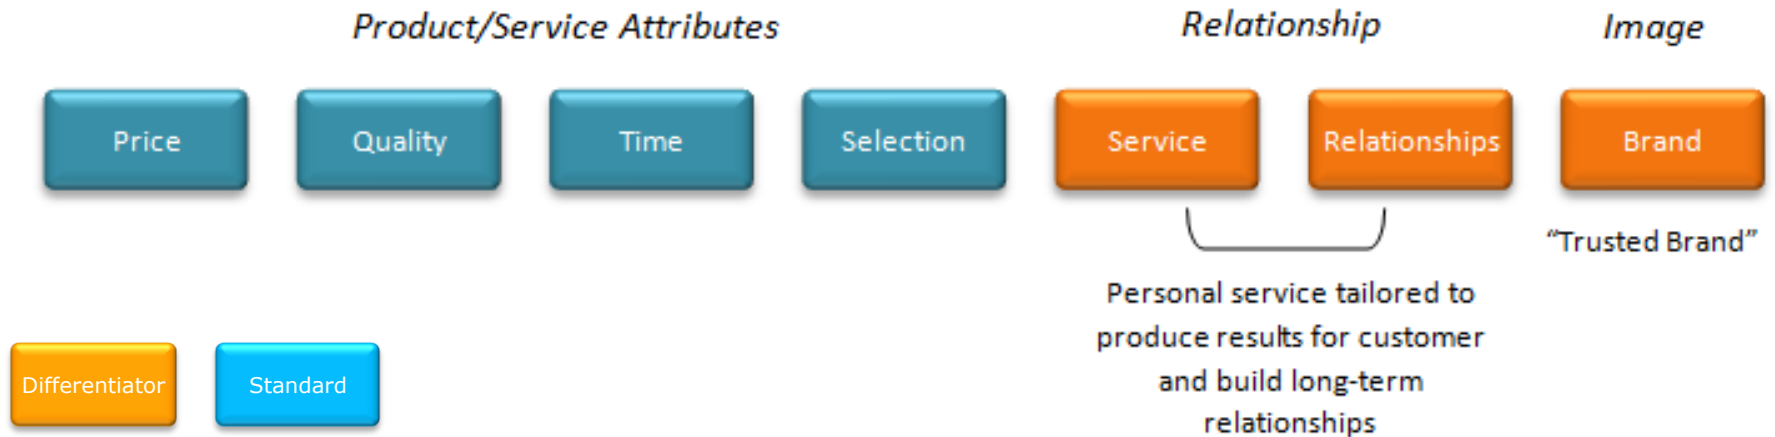 Product/Service Attributes
Relationship
Image
Price
Quality
Time
Selection
Service
Relationships
Brand
“Trusted Brand”
Personal service tailored to
produce results for customer
and build long-term
relationships
Differentiator
Standard